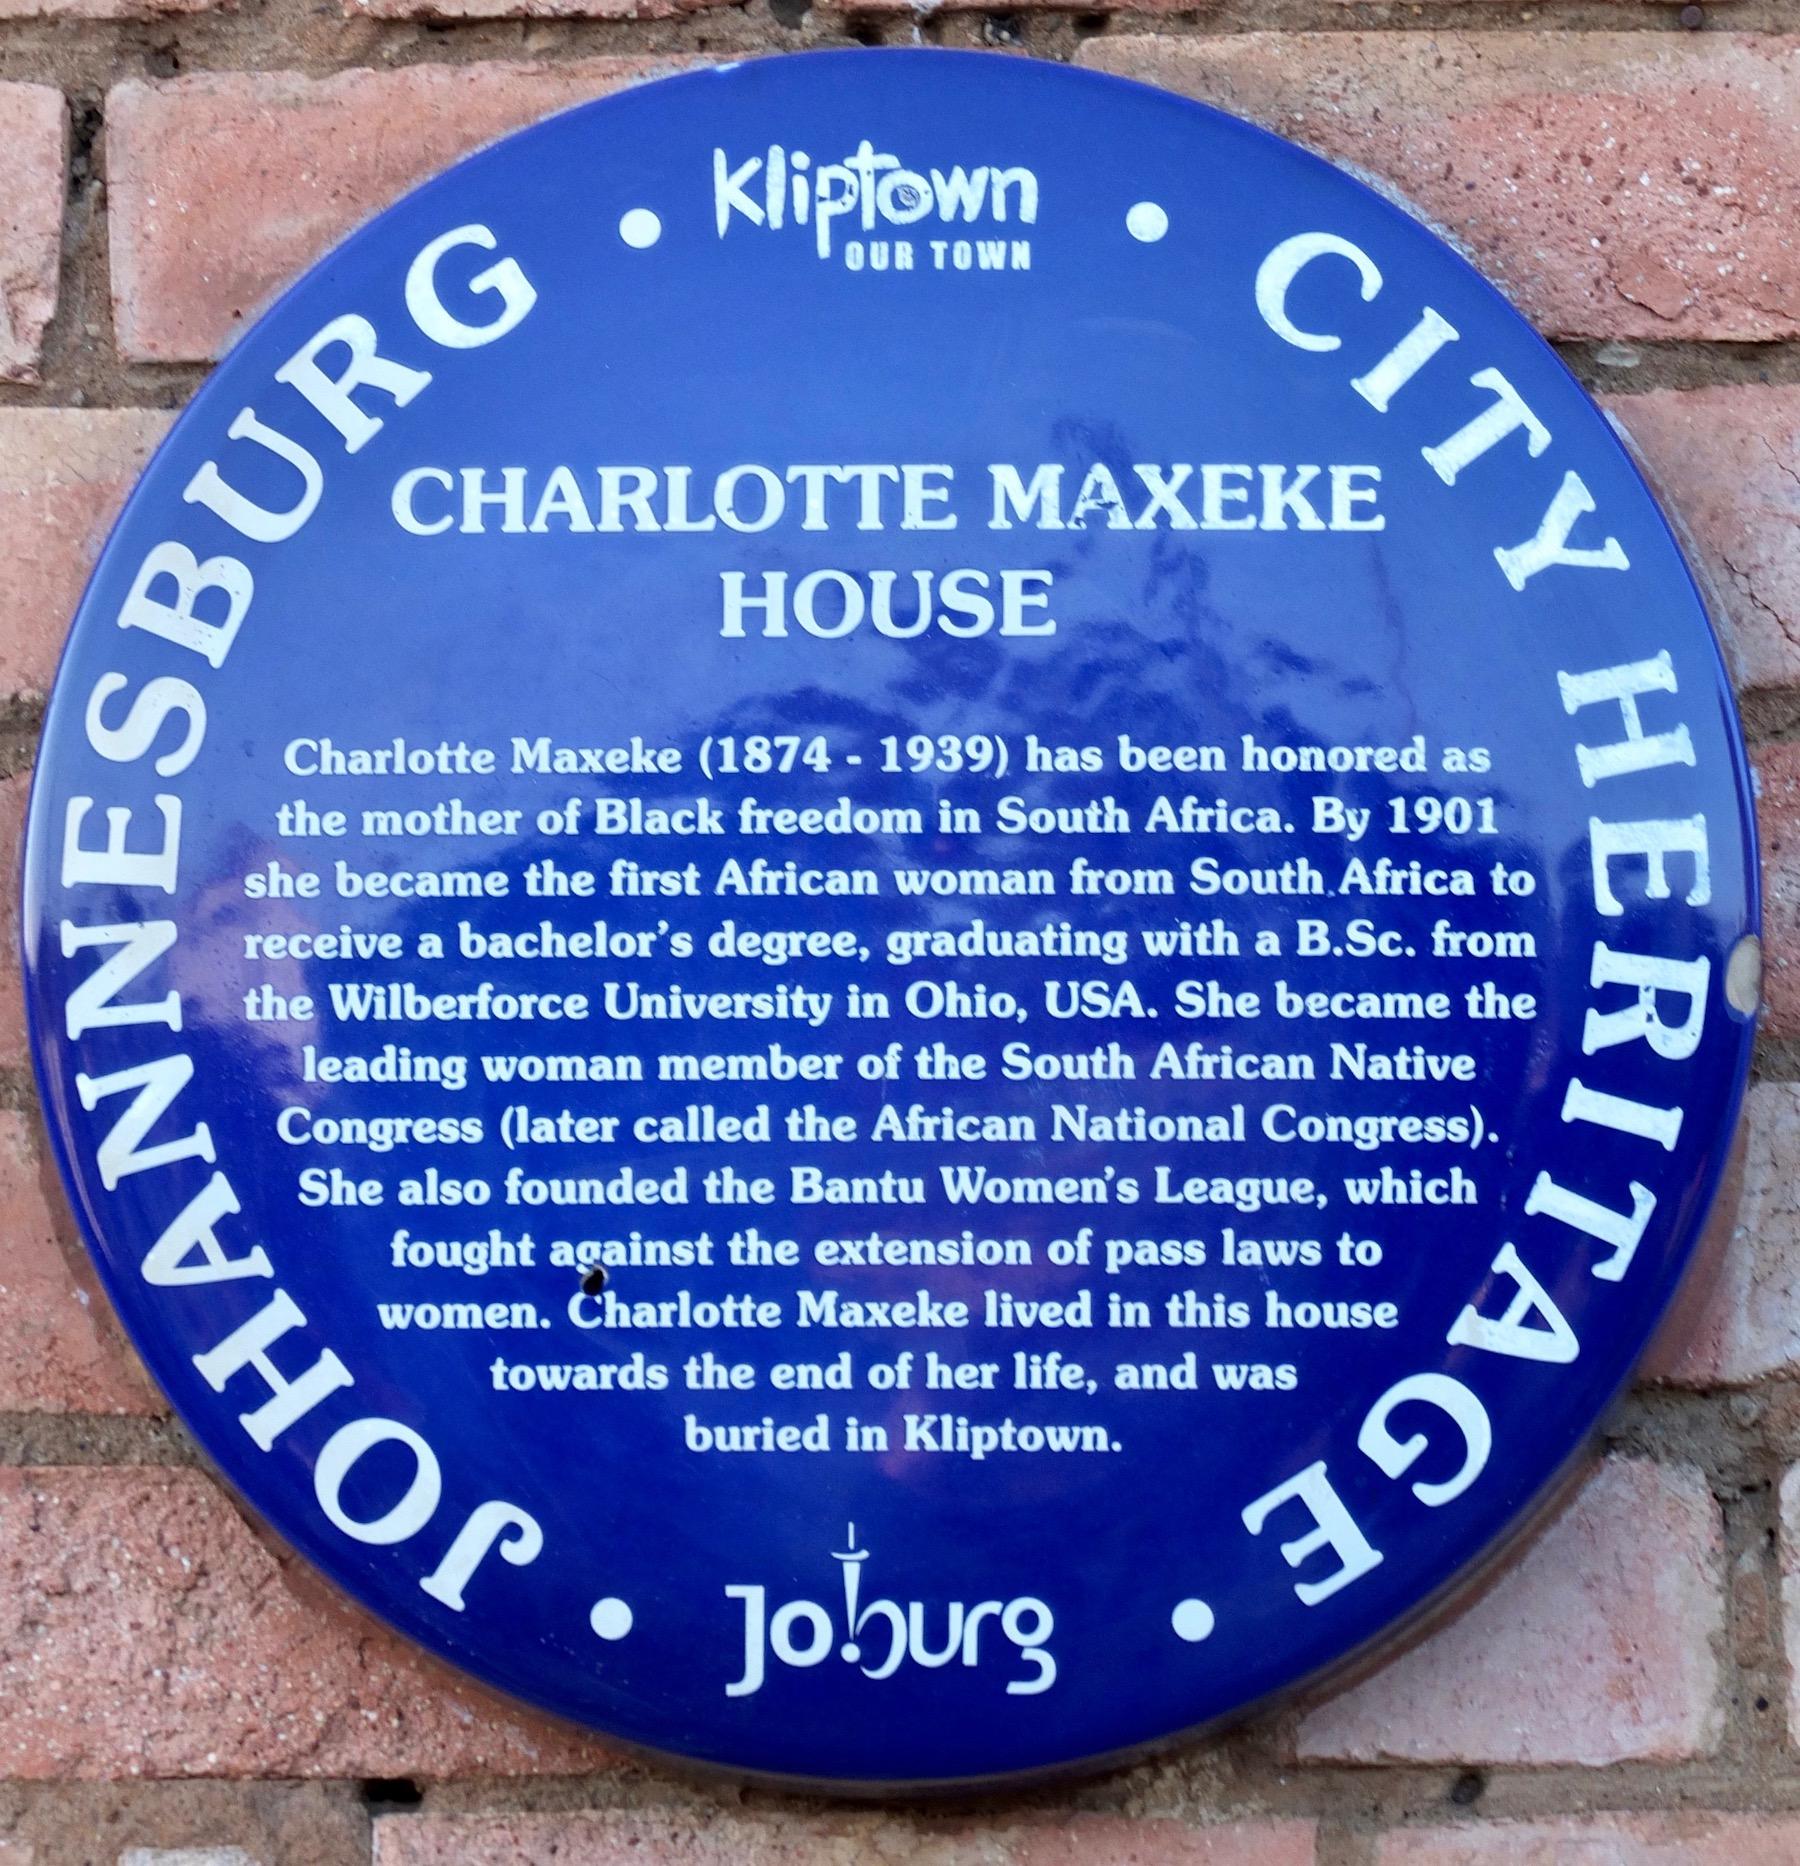 Kliptown
OUR TOWN
JOHANNESBURG
CITY HERITAGE
CHARLOTTE MAXEKE
HOUSE
Charlotte Maxeke (1874 - 1939) has been honored as
the mother of Black freedom in South Africa. By 1901
she became the first African woman from South Africa to
receive a bachelor's degree, graduating with a B.Sc. from
the Wilberforce University in Ohio, USA. She became the
leading woman member of the South African Native
Congress (later called the African National Congress).
She also founded the Bantu Women's League, which
fought against the extension of pass laws to
women. Charlotte Maxeke lived in this house
towards the end of her life, and was
buried in Kliptown.
Joburg